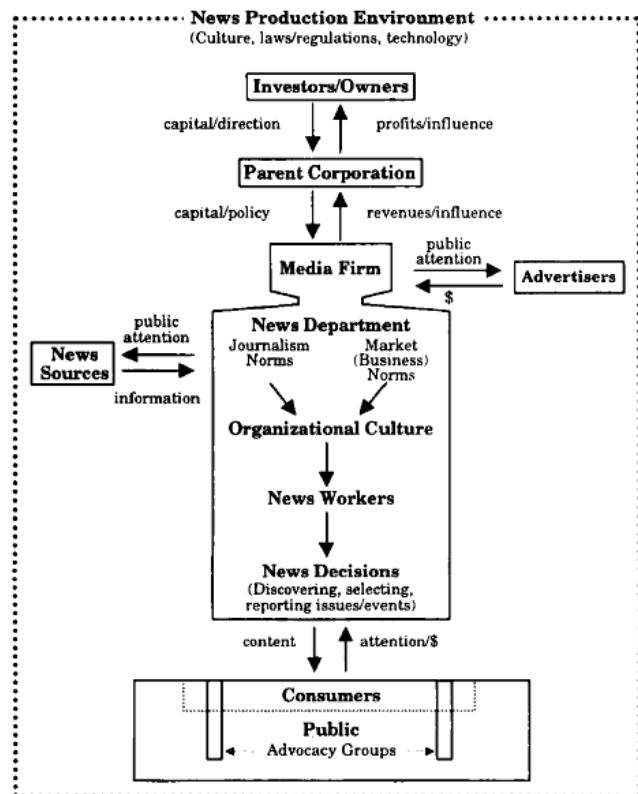 News Production Environment
(Culture, laws/regulations, technology)
Investors/Owners
capital/direction
profits/influence
Parent Corporation
capital/policy
revenues/influence
Media Firm
public
attention
Advertisers
$
News Department
public
attention
Journalism
Norms
Market
(Business)
Norms
News
Sources
information
Organizational Culture
News Workers
News Decisions
(Discovering, selecting,
reporting issues/events)
content
attention/$
Consumers
Public
Advocacy Groups